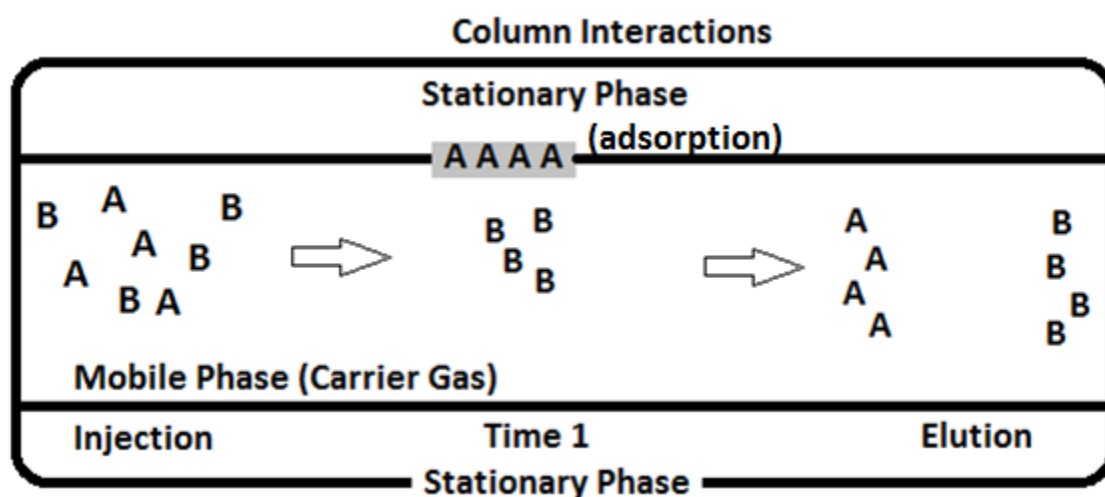 Column Interactions
Stationary Phase
(adsorption)
A A A A
B A B
A B
A
B A
B B
B
B
A B
A B
A B
A B
Mobile Phase (Carrier Gas)
Injection Time 1 Elution
Stationary Phase